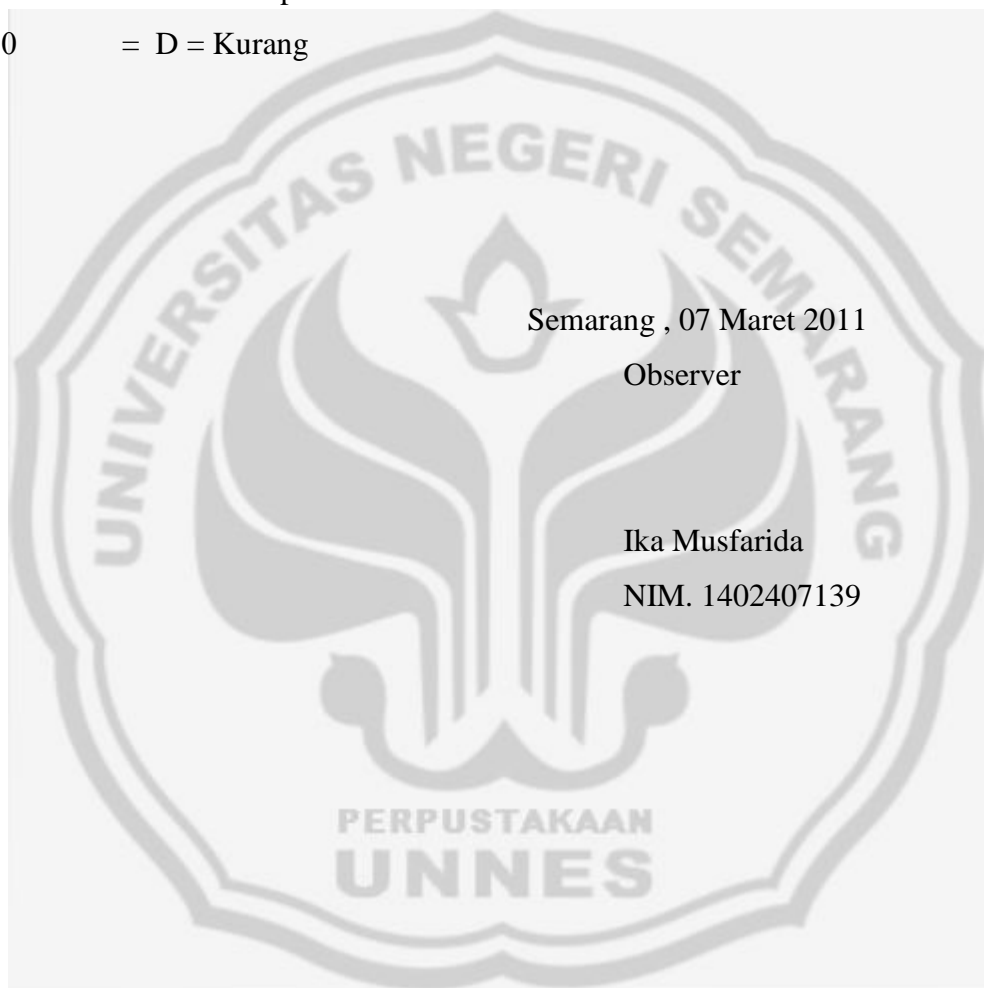 0 = D = Kurang
UNIVERSITAS NEGERI SEMARANG
Semarang , 07 Maret 2011
Observer
Ika Musfarida
NIM. 1402407139
PERPUSTAKAAN
UNNES